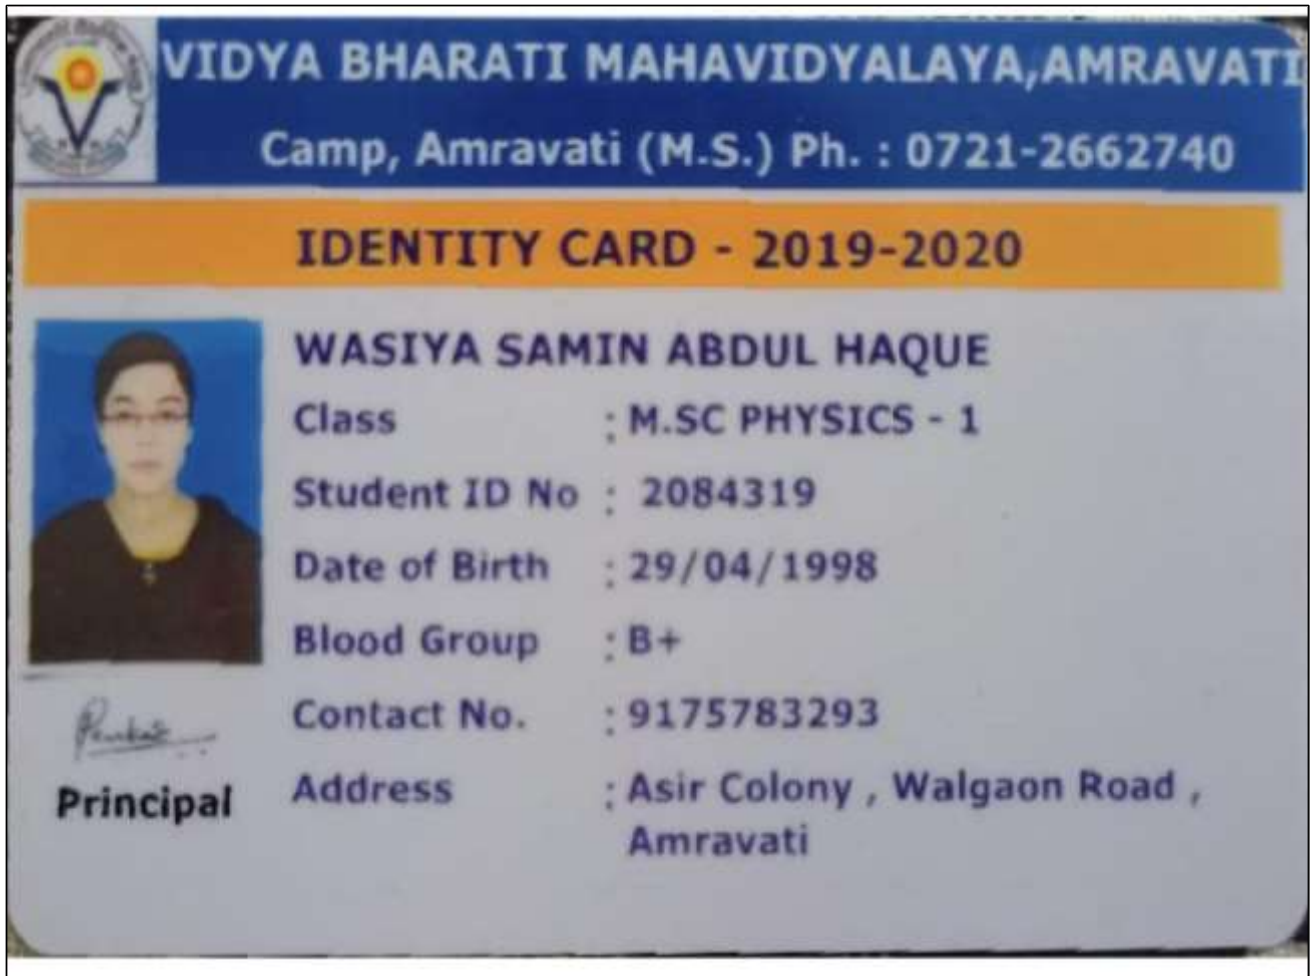 VIDYA BHARATI MAHAVIDYALAYA,AMRAVATI
Camp, Amravati (M.S.) Ph. : 0721-2662740
IDENTITY CARD - 2019-2020
WASIYA SAMIN ABDUL HAQUE
Class : M.SC PHYSICS - 1
Student ID No : 2084319
Date of Birth : 29/04/1998
Blood Group : B+
Contact No. : 9175783293
Address : Asir Colony , Walgaon Road ,
Amravati
Principal